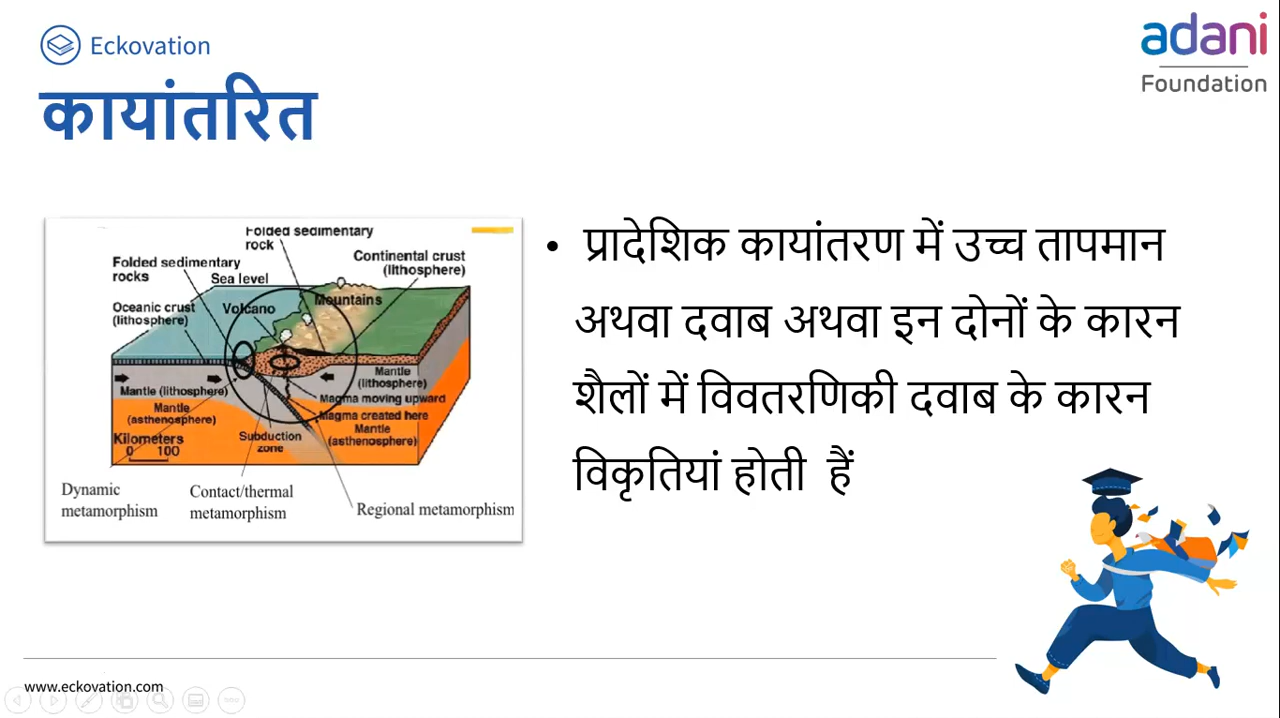 Eckovation
adani
Foundation
कायांतरित
Folded sedimentary
rock
Folded sedimentary
rocks
Continental crust
(lithosphere)
Sea level
Mountains
Oceanic crust
(lithosphere)
Volcano
Mantle
(lithosphere)
Mantle (lithosphere)
Magma moving upward
Mantle
(asthenosphere)
Magma created here
Mantle
(asthenosphere)
Kilometers
0 100
Subduction
zone
Dynamic
metamorphism
Contact/thermal
metamorphism
Regional metamorphism
• प्रादेशिक कायांतरण में उच्च तापमान
अथवा दवाब अथवा इन दोनों के कारन
शैलों में विवतरणिकी दवाब के कारन
विकृतियां होती हैं
www.eckovation.com